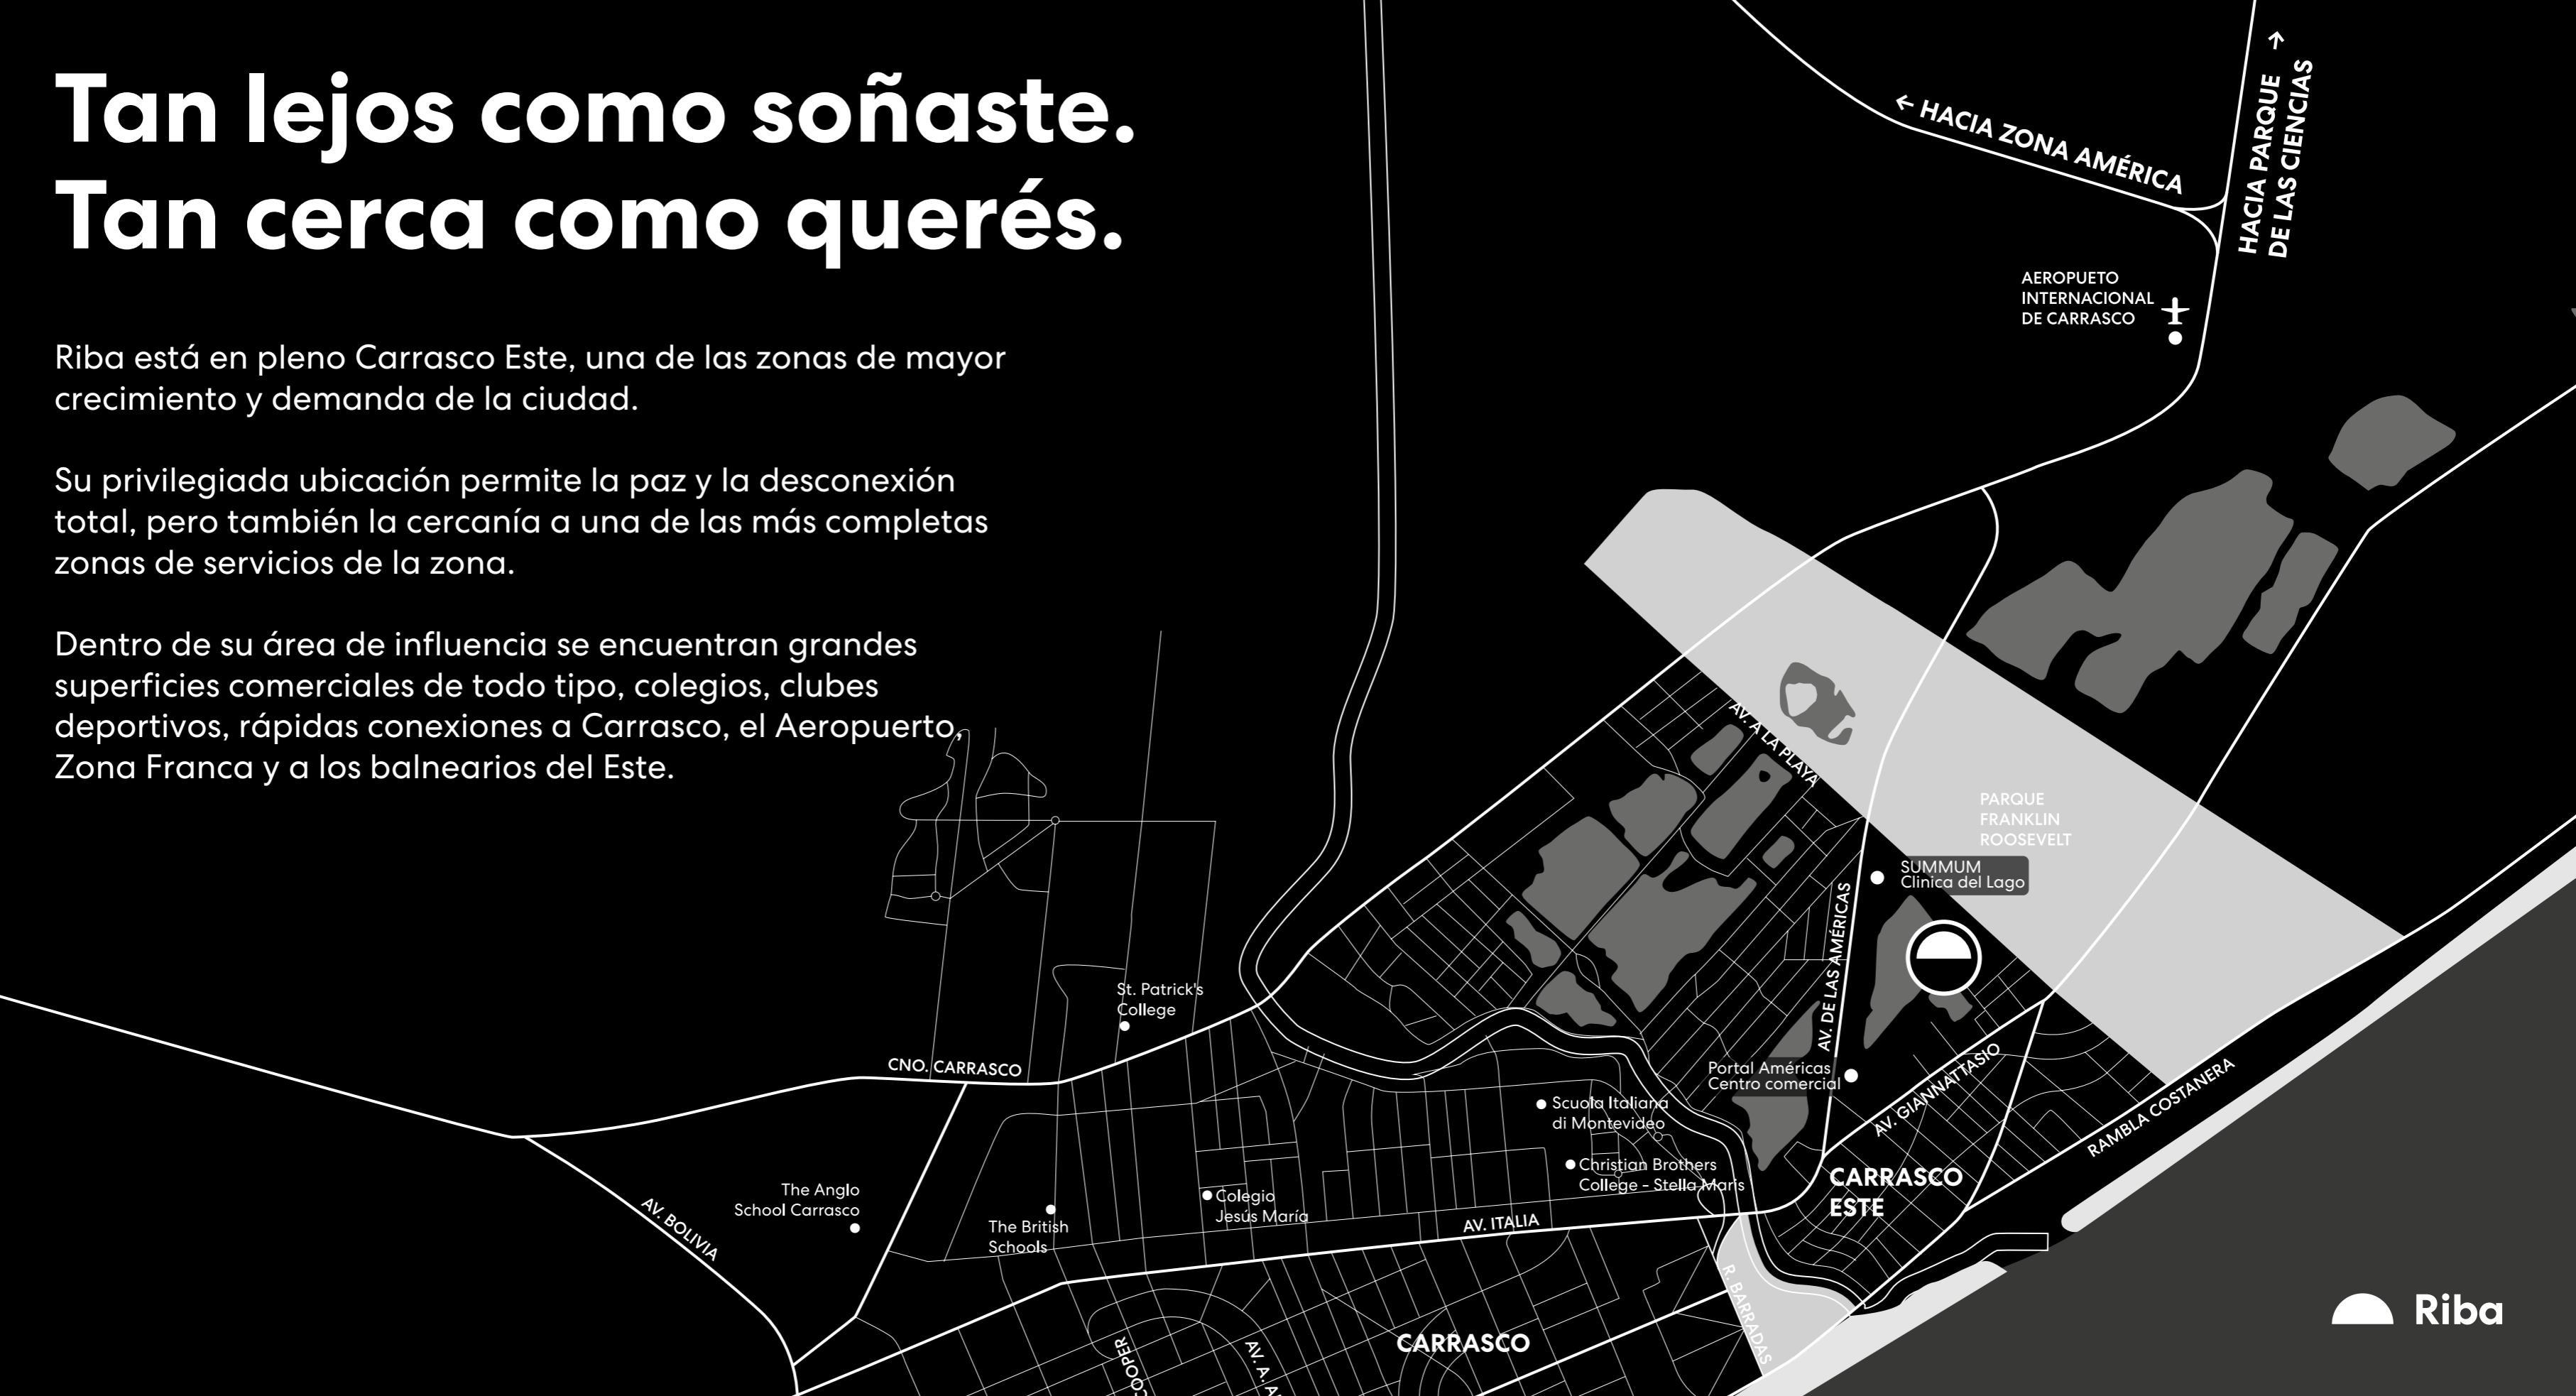 Tan lejos como soñaste.
Tan cerca como querés.
Riba está en pleno Carrasco Este, una de las zonas de mayor
crecimiento y demanda de la ciudad.
Su privilegiada ubicación permite la paz y la desconexión
total, pero también la cercanía a una de las más completas
zonas de servicios de la zona.
Dentro de su área de influencia se encuentran grandes
superficies comerciales de todo tipo, colegios, clubes
deportivos, rápidas conexiones a Carrasco, el Aeropuerto,
Zona Franca y a los balnearios del Este.
← HACIA ZONA AMÉRICA
HACIA PARQUE →
DE LAS CIENCIAS
AEROPUETO
INTERNACIONAL
DE CARRASCO
AV. A LA PLAYA
PARQUE
FRANKLIN
ROOSEVELT
SUMMUM
Clinica del Lago
AV. DE LAS AMÉRICAS
St. Patrick's
College
CNO. CARRASCO
Portal Américas
Centro comercial
AV. GIANNATTASIO
RAMBLA COSTANERA
Scuola Italiana
di Montevideo
Christian Brothers
College - Stella Maris
CARRASCO
ESTE
The Anglo
School Carrasco
AV. BOLIVIA
The British
Schools
Colegio
Jesús María
AV. ITALIA
R. BARRADAS
CARRASCO
COOPER
AV. A.
Riba